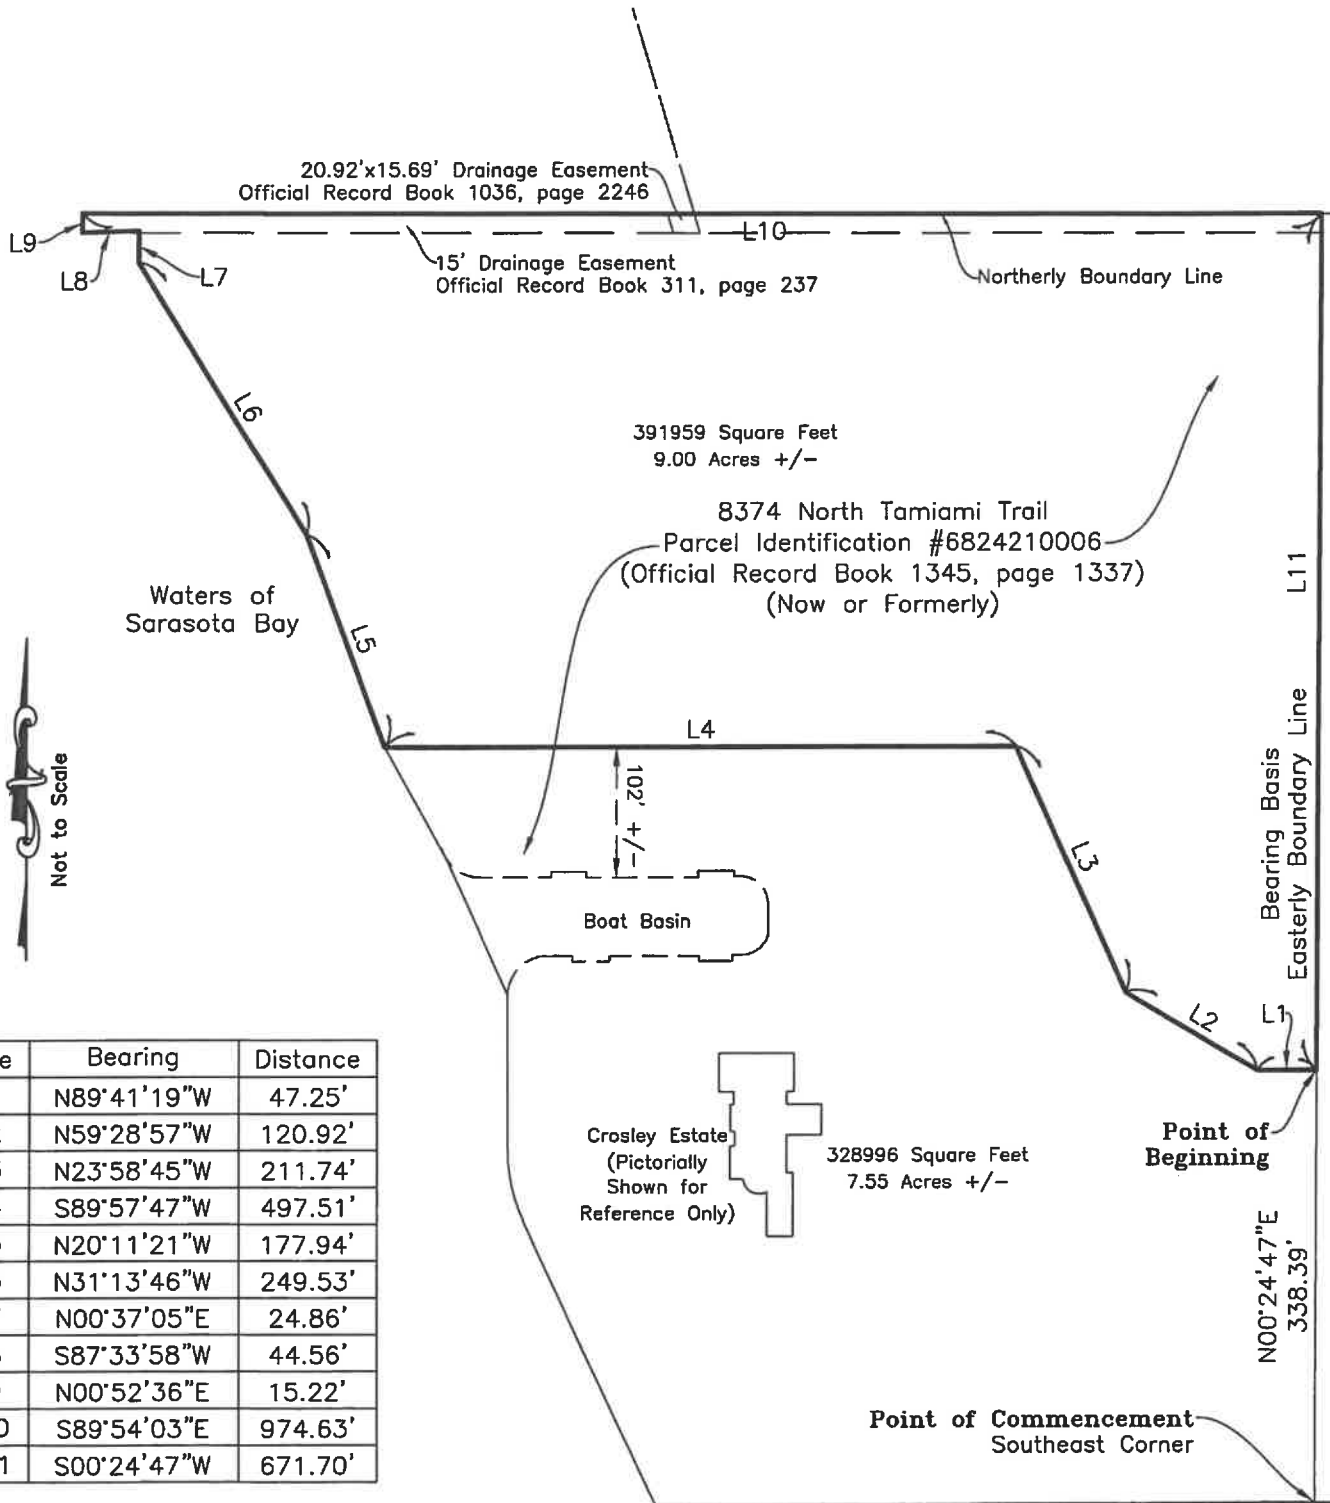 20.92'x15.69' Drainage Easement
Official Record Book 1036, page 2246
L9
L8
L7
L10
15' Drainage Easement
Official Record Book 311, page 237
Northerly Boundary Line
L6
391959 Square Feet
9.00 Acres +/-
8374 North Tamiami Trail
Parcel Identification #6824210006
(Official Record Book 1345, page 1337)
(Now or Formerly)
L11
Waters of
Sarasota Bay
L5
L4
Bearing Basis
Easterly Boundary Line
Not to Scale
102' +/-
L3
Boat Basin
L2
L1
Bearing Distance
N89°41'19"W 47.25'
N59°28'57"W 120.92'
N23°58'45"W 211.74'
S89°57'47"W 497.51'
N20°11'21"W 177.94'
N31°13'46"W 249.53'
N00°37'05"E 24.86'
S87°33'58"W 44.56'
N00°52'36"E 15.22'
S89°54'03"E 974.63'
S00°24'47"W 671.70'
Crosley Estate
(Pictorially
Shown for
Reference Only)
328996 Square Feet
7.55 Acres +/-
Point of
Beginning
N00°24'47"E
338.39'
Point of Commencement
Southeast Corner